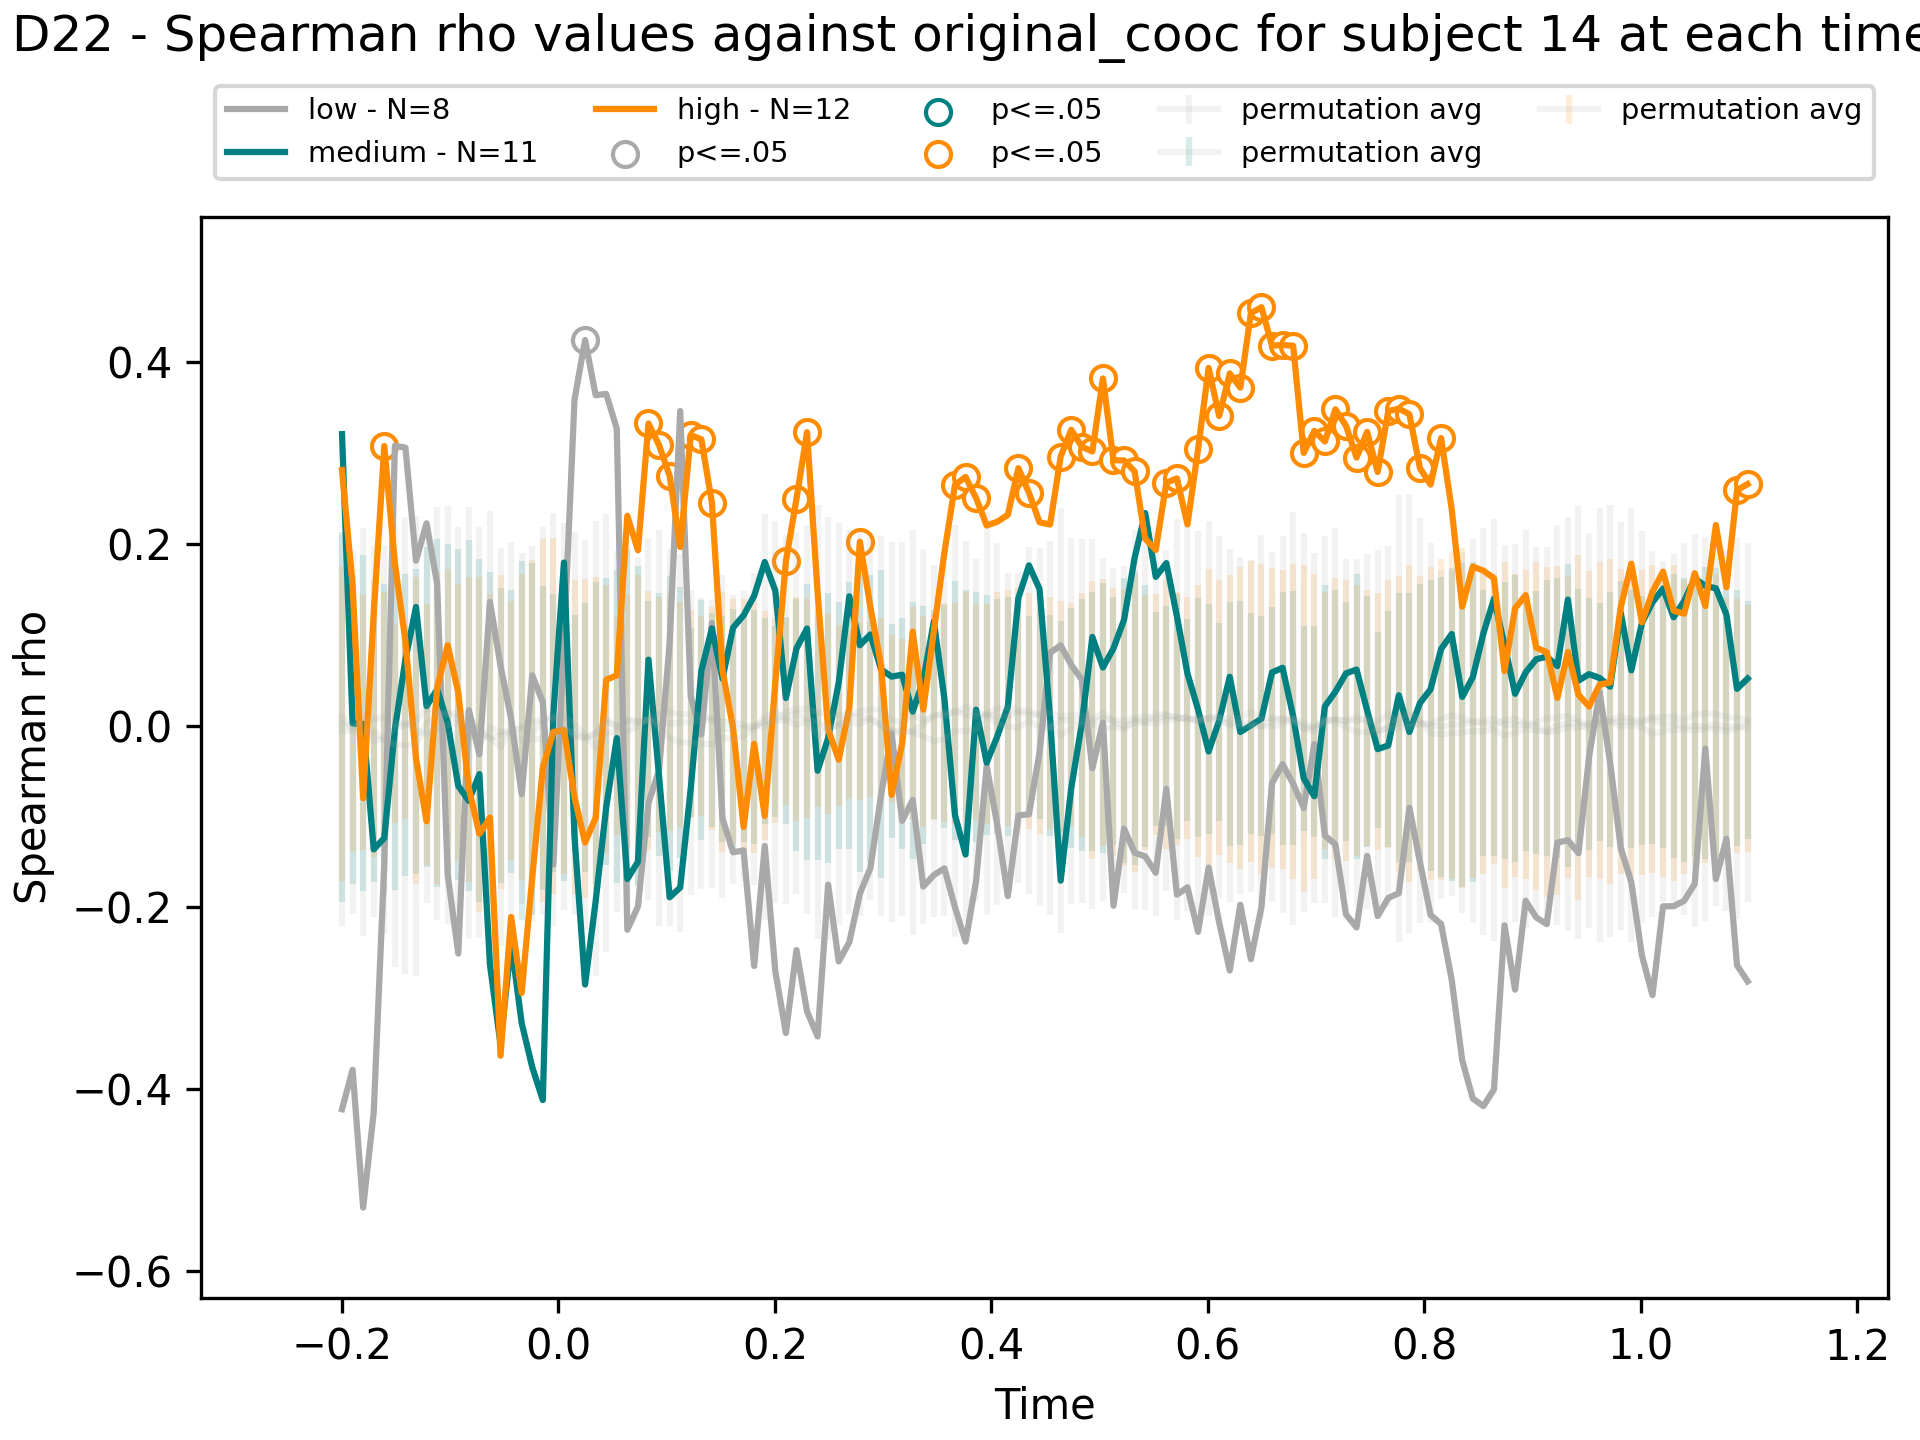 D22 - Spearman rho values against original_cooc for subject 14 at each time
low - N=8 high - N=12 p<=.05 permutation avg permutation avg
medium - N=11 p<=.05 p<=.05 permutation avg
Spearman rho
0.4
0.2
0.0
−0.2
−0.4
−0.6
−0.2 0.0 0.2 0.4 0.6 0.8 1.0 1.2
Time